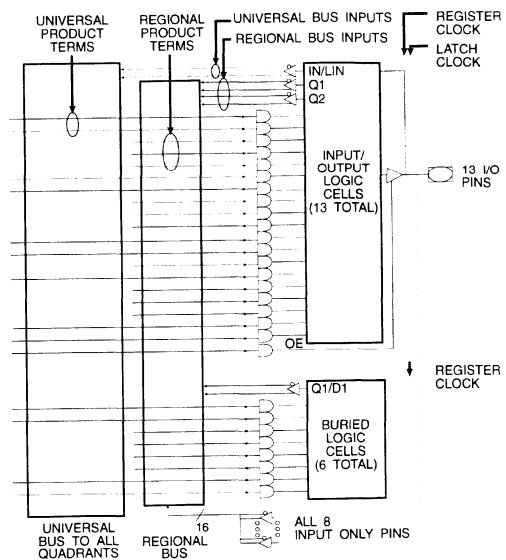 UNIVERSAL
PRODUCT
TERMS
REGIONAL
PRODUCT
TERMS
UNIVERSAL BUS INPUTS
REGIONAL BUS INPUTS
REGISTER
CLOCK
LATCH
CLOCK
IN/LIN
Q1
Q2
INPUT/
OUTPUT
LOGIC
CELLS
(13 TOTAL)
13 I/O
PINS
OE
REGISTER
CLOCK
Q1/D1
BURIED
LOGIC
CELLS
(6 TOTAL)
16
ALL 8
INPUT ONLY PINS
UNIVERSAL
BUS TO ALL
QUADRANTS
REGIONAL
BUS